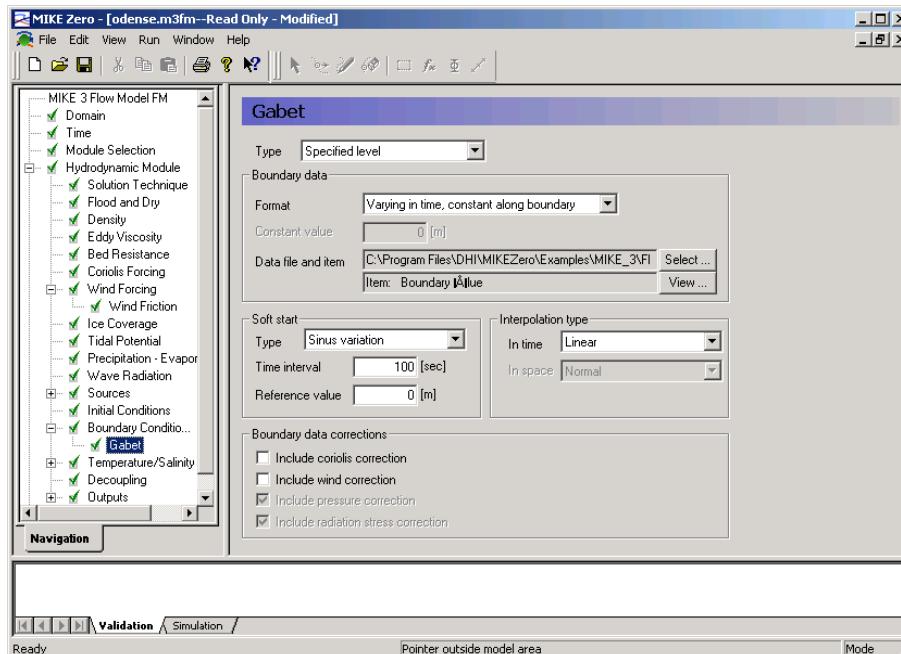 MIKE Zero - [odense.m3fm--Read Only - Modified]
File Edit View Run Window Help
MIKE 3 Flow Model FM
Domain
Time
Module Selection
Hydrodynamic Module
Solution Technique
Flood and Dry
Density
Eddy Viscosity
Bed Resistance
Coriolis Forcing
Wind Forcing
Wind Friction
Ice Coverage
Tidal Potential
Precipitation - Evapor
Wave Radiation
Sources
Initial Conditions
Boundary Conditio...
Gabet
Temperature/Salinity
Decoupling
Outputs
Navigation
Gabet
Type Specified level
Boundary data
Format Varying in time, constant along boundary
Constant value 0 [m]
Data file and item C:\Program Files\DHI\MIKEZero\Examples\MIKE_3\Fl Select ...
Item: Boundary View ...
Soft start
Type Sinus variation
Time interval 100 [sec]
Reference value 0 [m]
Interpolation type
In time Linear
In space Normal
Boundary data corrections
Include coriolis correction
Include wind correction
Include pressure correction
Include radiation stress correction
Validation Simulation
Ready Pointer outside model area Mode